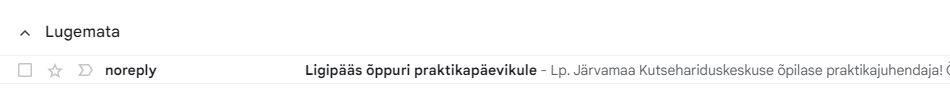 Lugemata
noreply Ligipääs õppuri praktikapäevikule - Lp. Järvamaa Kutsehariduskeskuse õpilase praktikajuhendaja!